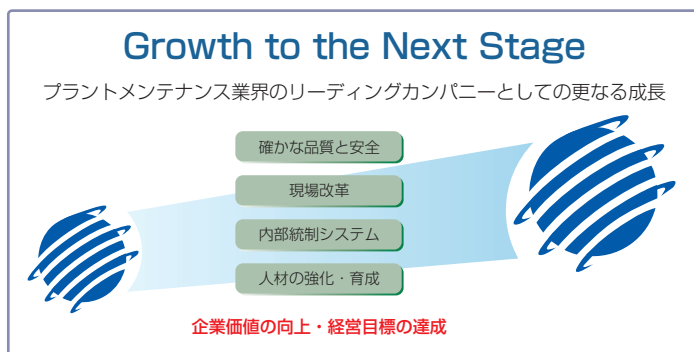 Growth to the Next Stage
プラントメンテナンス業界のリーディングカンパニーとしての更なる成長
確かな品質と安全
現場改革
内部統制システム
人材の強化・育成
企業価値の向上・経営目標の達成